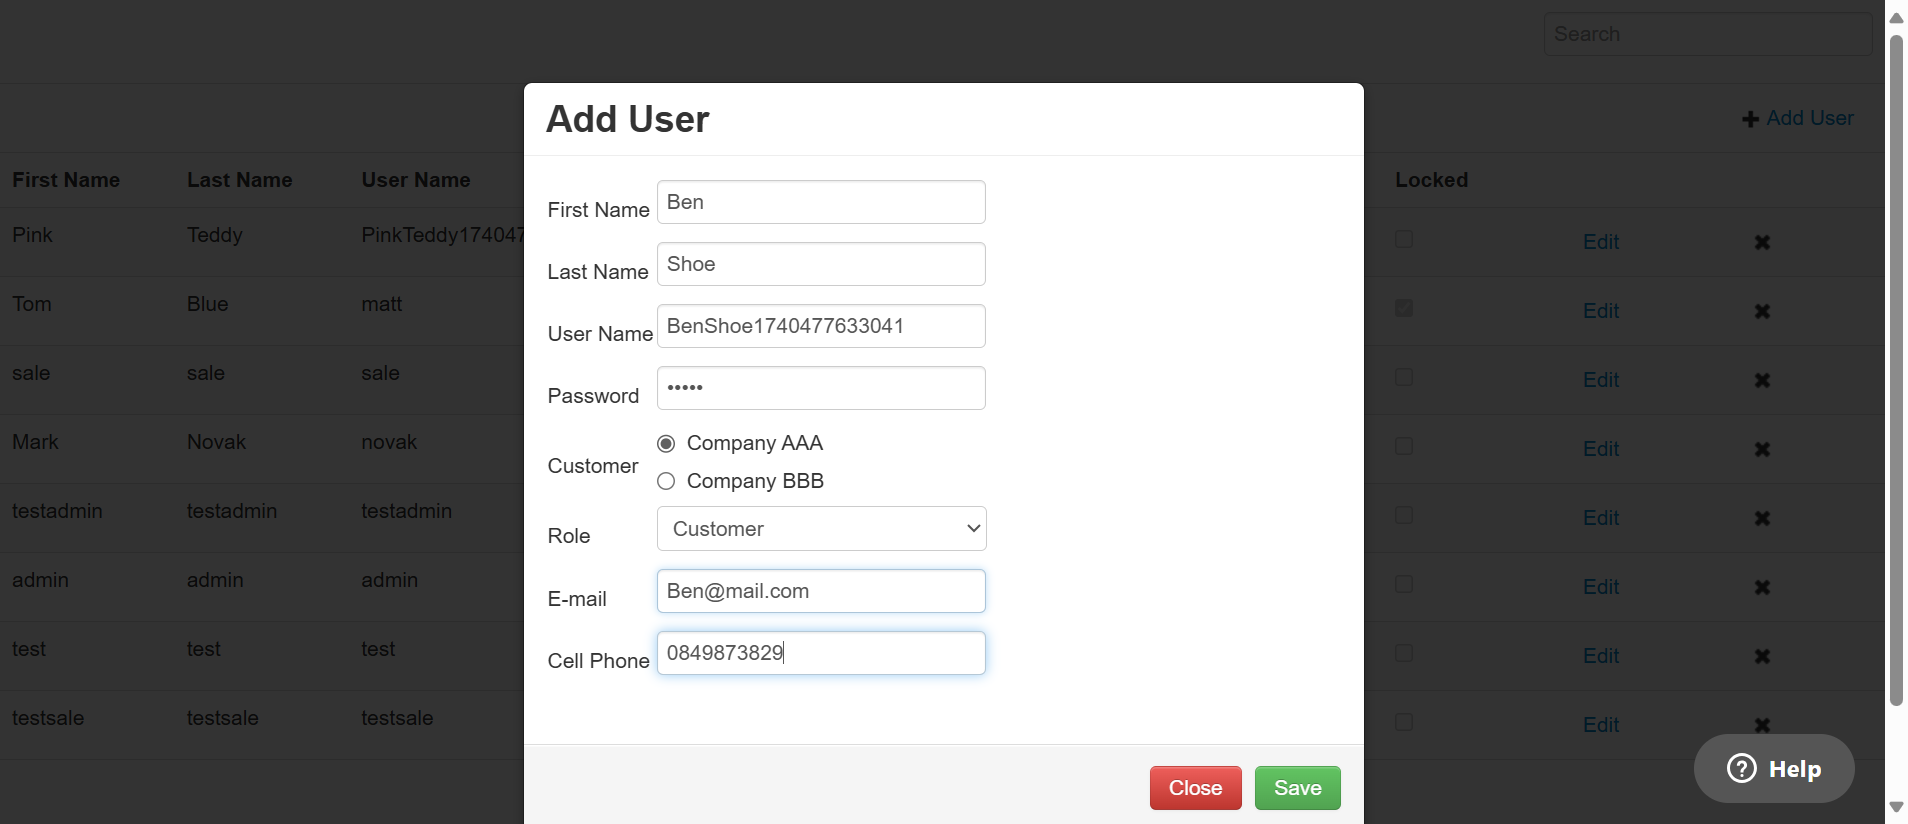 Search
Add User
Add User
First Name Last Name User Name Locked
Pink Teddy PinkTeddy174047 Edit
Tom Blue matt Edit
sale sale sale Edit
Mark Novak novak Edit
testadmin testadmin testadmin Edit
admin admin admin Edit
test test test Edit
testsale testsale testsale Edit
First Name Ben
Last Name Shoe
User Name BenShoe1740477633041
Password •••••
Customer
Company AAA
Company BBB
Role Customer
E-mail Ben@mail.com
Cell Phone 0849873829
Close Save
Help